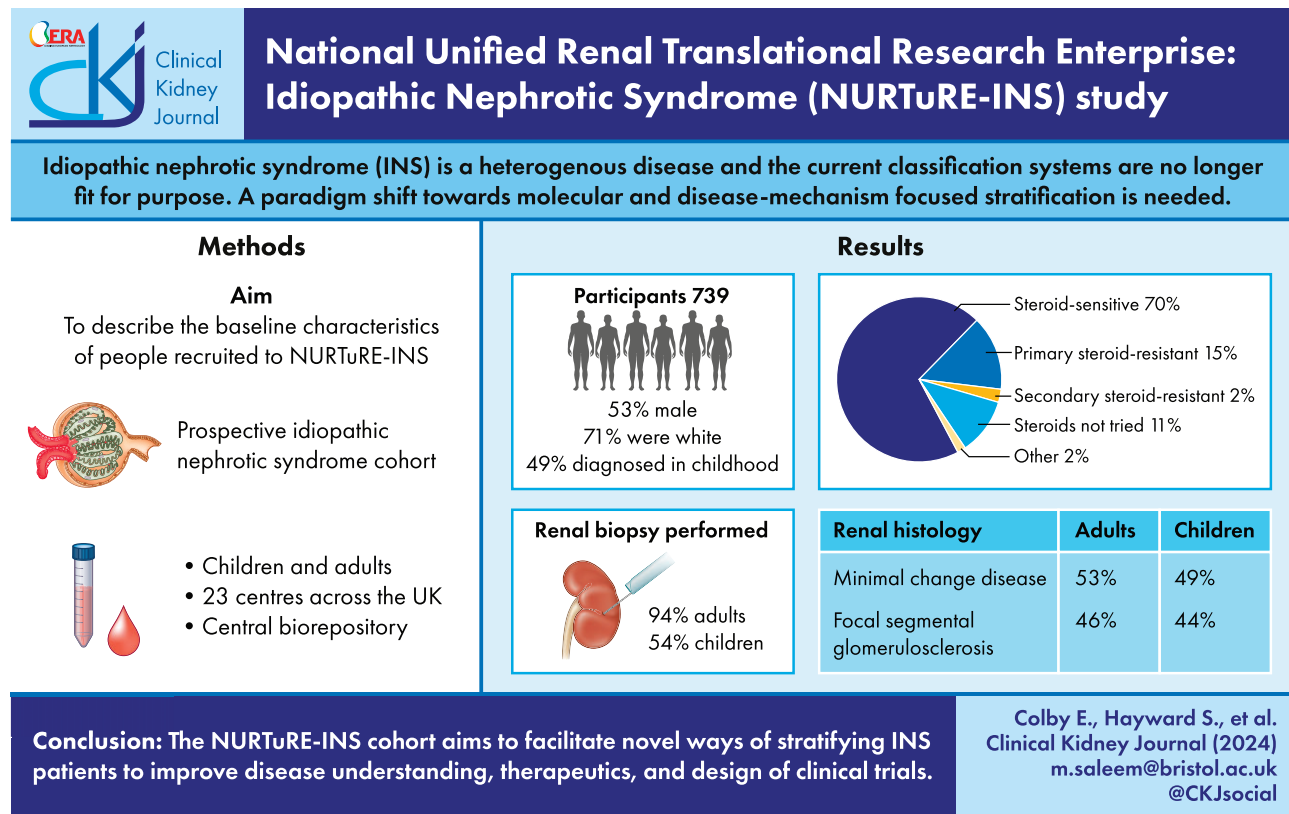 ERA
CKJ
Clinical
Kidney
Journal
National Unified Renal Translational Research Enterprise:
Idiopathic Nephrotic Syndrome (NURTuRE-INS) study
Idiopathic nephrotic syndrome (INS) is a heterogenous disease and the current classification systems are no longer
fit for purpose. A paradigm shift towards molecular and disease-mechanism focused stratification is needed.
Methods
Aim
To describe the baseline characteristics
of people recruited to NURTuRE-INS
Prospective idiopathic
nephrotic syndrome cohort
• Children and adults
• 23 centres across the UK
• Central biorepository
Results
Participants 739
53% male
71% were white
49% diagnosed in childhood
Steroid-sensitive 70%
Primary steroid-resistant 15%
Secondary steroid-resistant 2%
Steroids not tried 11%
Other 2%
Renal biopsy performed
94% adults
54% children
Renal histology Adults Children
Minimal change disease 53% 49%
Focal segmental 46% 44%
glomerulosclerosis
Conclusion: The NURTuRE-INS cohort aims to facilitate novel ways of stratifying INS
patients to improve disease understanding, therapeutics, and design of clinical trials.
Colby E., Hayward S., et al.
Clinical Kidney Journal (2024)
m.saleem@bristol.ac.uk
@CKJsocial